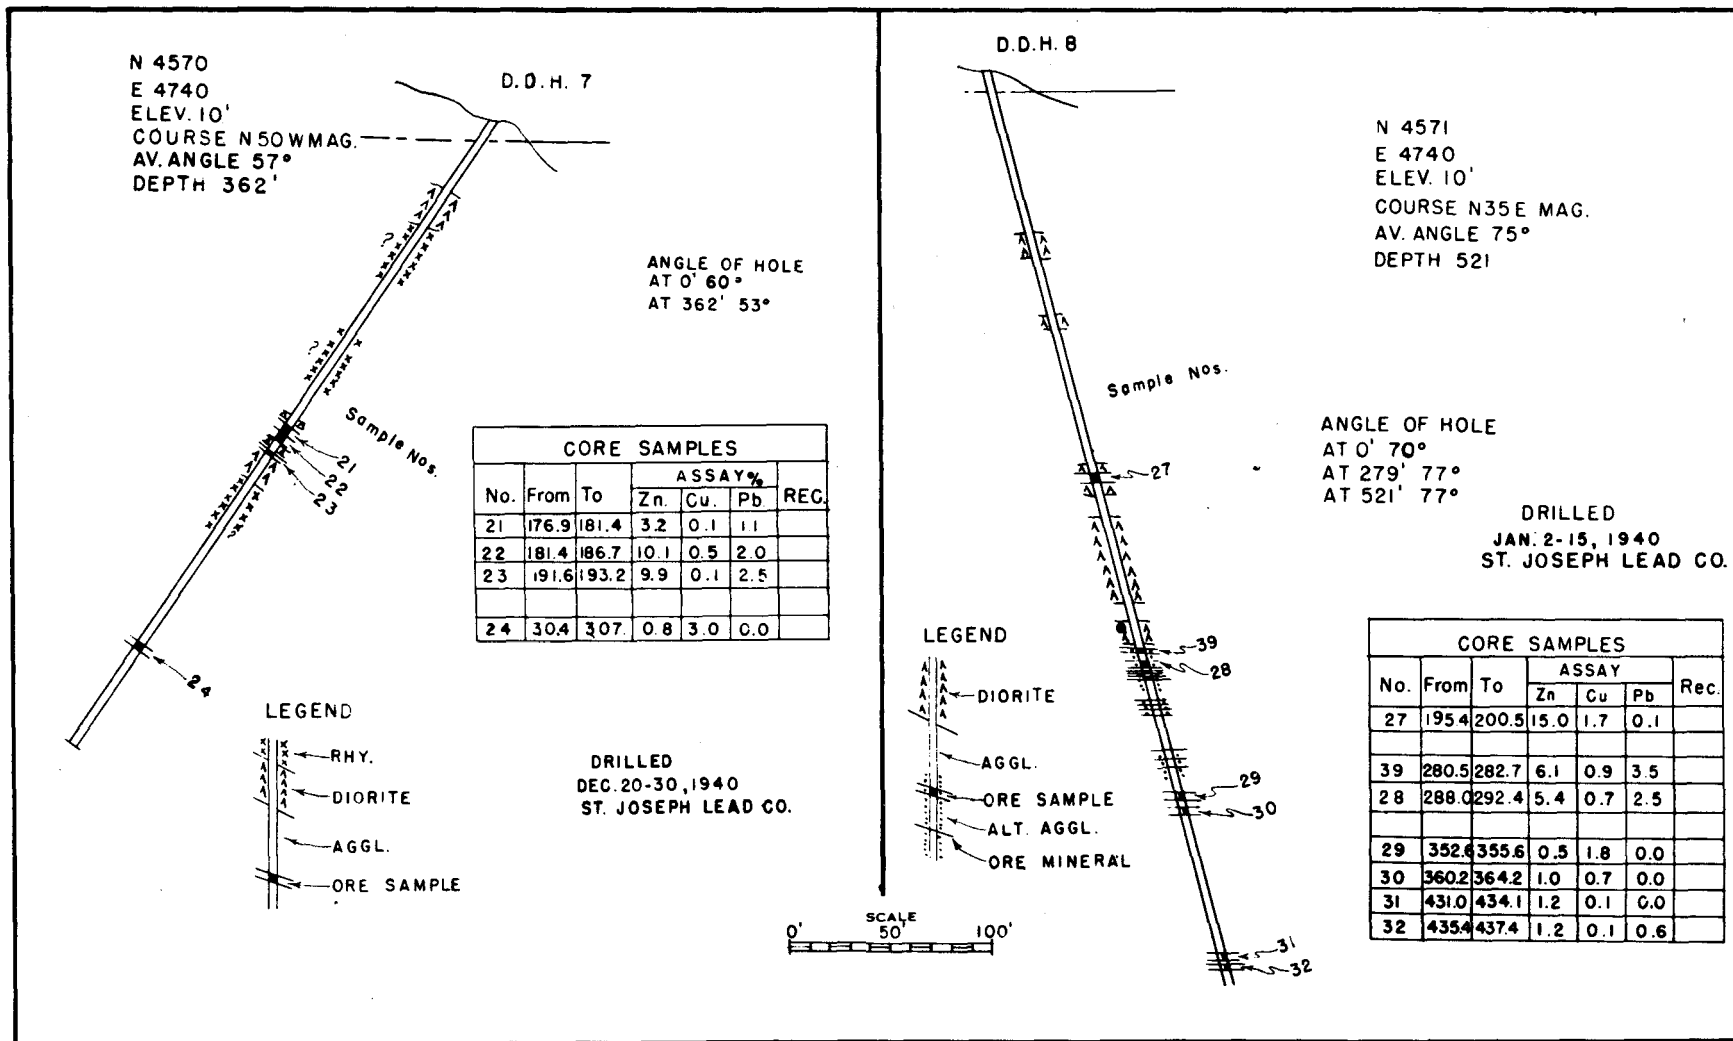 D.D.H. 7
N 4570
E 4740
ELEV. 10'
COURSE N50WMAG.
AV. ANGLE 57°
DEPTH 362'
?
ANGLE OF HOLE
AT 0' 60°
AT 362' 53°
?
Sample Nos.
21
22
23
?
24
CORE SAMPLES
ASSAY%
No. From To Zn. Cu. Pb. REC.
21 176.9 181.4 3.2 0.1 1.1
22 181.4 186.7 10.1 0.5 2.0
23 191.6 193.2 9.9 0.1 2.5
24 30.4 307. 0.8 3.0 0.0
LEGEND
RHY.
DIORITE
AGGL.
ORE SAMPLE
DRILLED
DEC. 20-30, 1940
ST. JOSEPH LEAD CO.
SCALE
0' 50' 100'
D.D.H. 8
N 4571
E 4740
ELEV. 10'
COURSE N35E MAG.
AV. ANGLE 75°
DEPTH 521
Sample Nos.
27
39
28
29
30
31
32
ANGLE OF HOLE
AT 0' 70°
AT 279' 77°
AT 521' 77°
DRILLED
JAN. 2-15, 1940
ST. JOSEPH LEAD CO.
LEGEND
DIORITE
AGGL.
ORE SAMPLE
ALT. AGGL.
ORE MINERAL
CORE SAMPLES
ASSAY
No. From To Zn Cu Pb Rec.
27 195.4 200.5 15.0 1.7 0.1
39 280.5 282.7 6.1 0.9 3.5
28 288.0 292.4 5.4 0.7 2.5
29 352.6 355.6 0.5 1.8 0.0
30 360.2 364.2 1.0 0.7 0.0
31 431.0 434.1 1.2 0.1 0.0
32 435.4 437.4 1.2 0.1 0.6